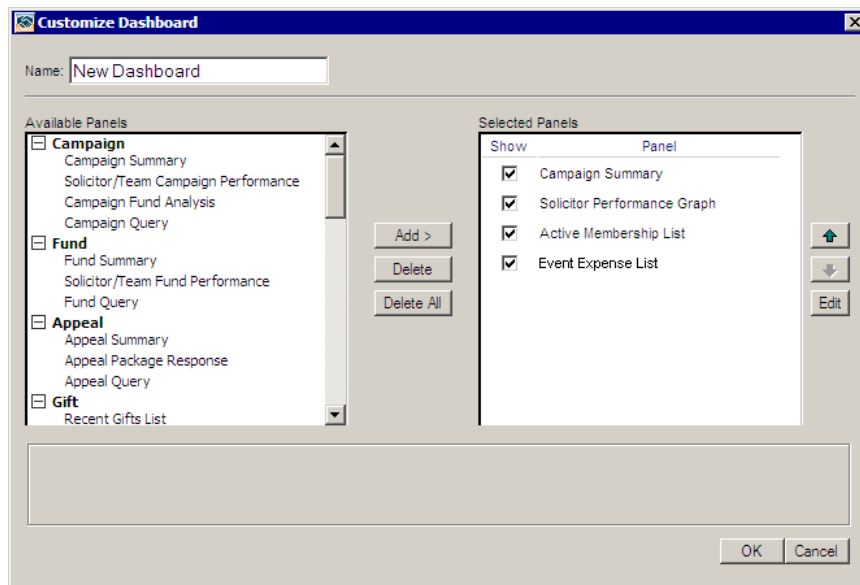 Customize Dashboard
Name: New Dashboard
Available Panels
Campaign
Campaign Summary
Solicitor/Team Campaign Performance
Campaign Fund Analysis
Campaign Query
Fund
Fund Summary
Solicitor/Team Fund Performance
Fund Query
Appeal
Appeal Summary
Appeal Package Response
Appeal Query
Gift
Recent Gifts List
Add >
Delete
Delete All
Selected Panels
Show Panel
Campaign Summary
Solicitor Performance Graph
Active Membership List
Event Expense List
Edit
OK Cancel